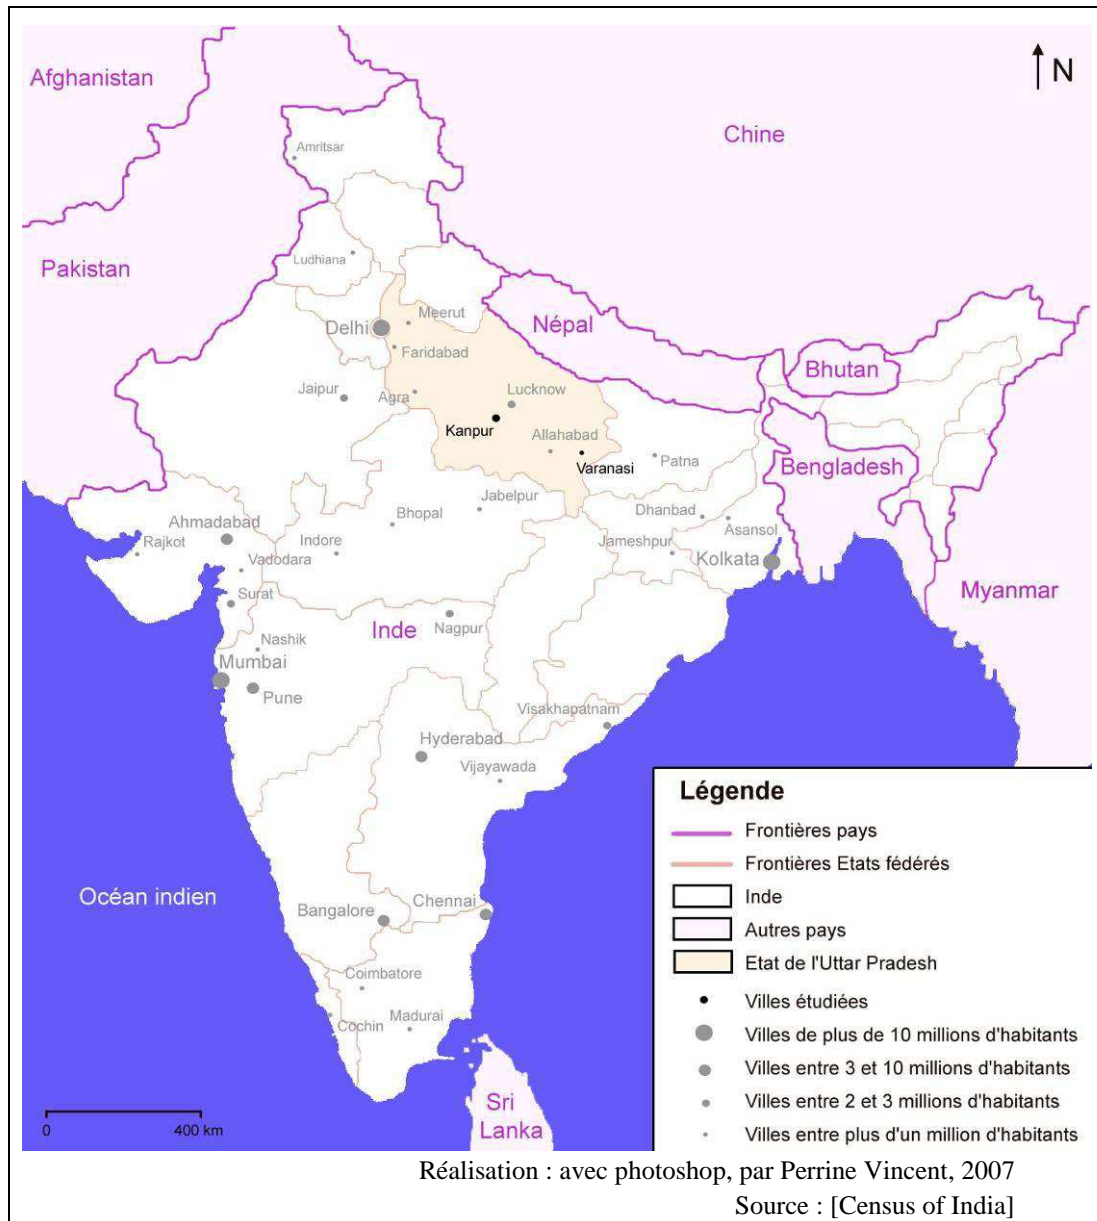 Afghanistan
N
Chine
Amritsar
Pakistan
Ludhiana
Népal
Meerut
Delhi
Faridabad
Bhutan
Jaipur
Agra
Lucknow
Kanpur
Allahabad
Varanasi
Patna
Bengladesh
Jabelpur
Bhopal
Dhanbad
Asansol
Ahmadabad
Rajkot
Indore
Vadodara
Jameshpur
Kolkata
Surat
Myanmar
Inde
Nagpur
Nashik
Mumbai
Pune
Visakhapatnam
Hyderabad
Vijayawada
Océan indien
Bangalore
Chennai
Coimbatore
Cochin
Madurai
Sri
Lanka
0
400 km
Légende
Frontières pays
Frontières Etats fédérés
Inde
Autres pays
Etat de l'Uttar Pradesh
Villes étudiées
Villes de plus de 10 millions d'habitants
Villes entre 3 et 10 millions d'habitants
Villes entre 2 et 3 millions d'habitants
Villes entre plus d'un million d'habitants
Réalisation : avec photoshop, par Perrine Vincent, 2007
Source : [Census of India]